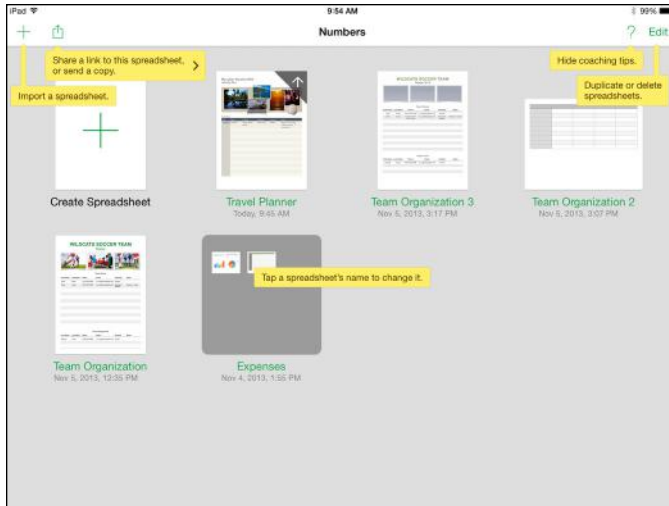 iPad 9:54 AM 99%
Numbers
? Edit
Share a link to this spreadsheet,
or send a copy.
Hide coaching tips.
Import a spreadsheet.
Duplicate or delete
spreadsheets.
WILDCATS SOCCER TEAM
Create Spreadsheet
Travel Planner
Today, 9:45 AM
Team Organization 3
Nov 5, 2013, 3:17 PM
Team Organization 2
Nov 5, 2013, 3:07 PM
WILDCATS SOCCER TEAM
Tap a spreadsheet's name to change it.
Team Organization
Nov 5, 2013, 12:35 PM
Expenses
Nov 4, 2013, 1:55 PM